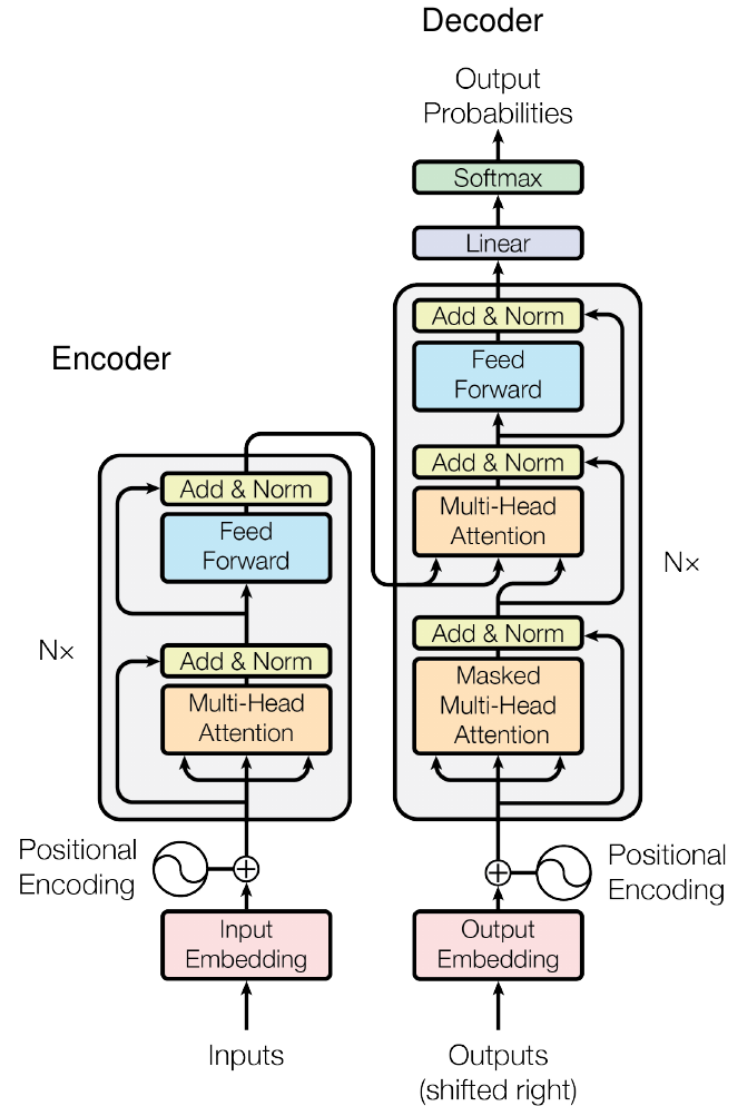 Decoder
Output
Probabilities
Softmax
Linear
Add & Norm
Feed
Forward
Add & Norm
Multi-Head
Attention
N×
Add & Norm
Masked
Multi-Head
Attention
Positional
Encoding
Output
Embedding
Outputs
(shifted right)
Encoder
Add & Norm
Feed
Forward
N×
Add & Norm
Multi-Head
Attention
Positional
Encoding
Input
Embedding
Inputs